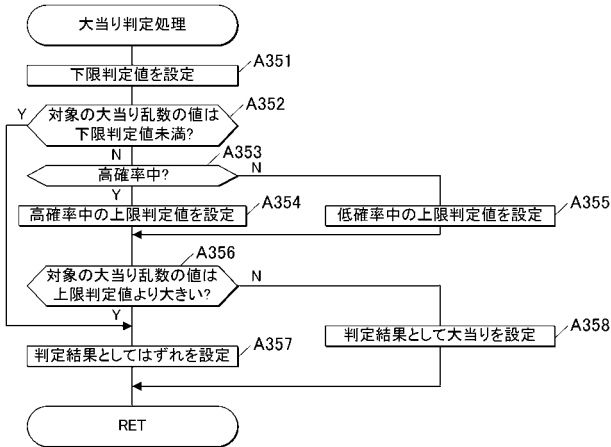 大当り判定処理
下限判定値を設定
A351
対象の大当り乱数の値は
下限判定値未満?
A352
Y
N
高確率中?
A353
N
Y
高確率中の上限判定値を設定
A354
低確率中の上限判定値を設定
A355
対象の大当り乱数の値は
上限判定値より大きい?
A356
N
Y
判定結果としてはずれを設定
A357
判定結果として大当りを設定
A358
RET